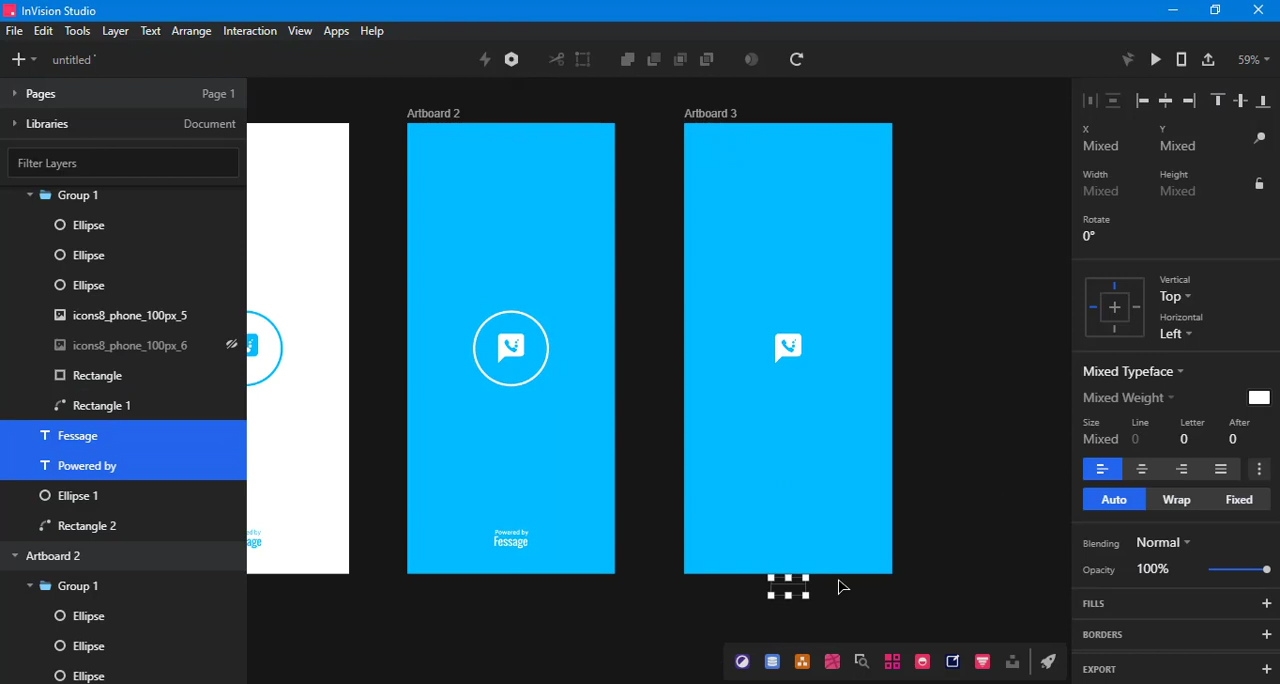 InVision Studio
File Edit Tools Layer Text Arrange Interaction View Apps Help
untitled * 59%
Pages Page 1
Libraries Document
Filter Layers
Group 1
Ellipse
Ellipse
Ellipse
icons8_phone_100px_5
icons8_phone_100px_6
Rectangle
Rectangle 1
Fessage
Powered by
Ellipse 1
Rectangle 2
Artboard 2
Group 1
Ellipse
Ellipse
Ellipse
Artboard 2
Artboard 3
Powered by
Fessage
X Y
Mixed Mixed
Width Height
Mixed Mixed
Rotate
0°
Vertical
Top
Horizontal
Left
Mixed Typeface
Mixed Weight
Size Line Letter After
Mixed 0 0 0
Auto Wrap Fixed
Blending Normal
Opacity 100%
FILLS
BORDERS
EXPORT